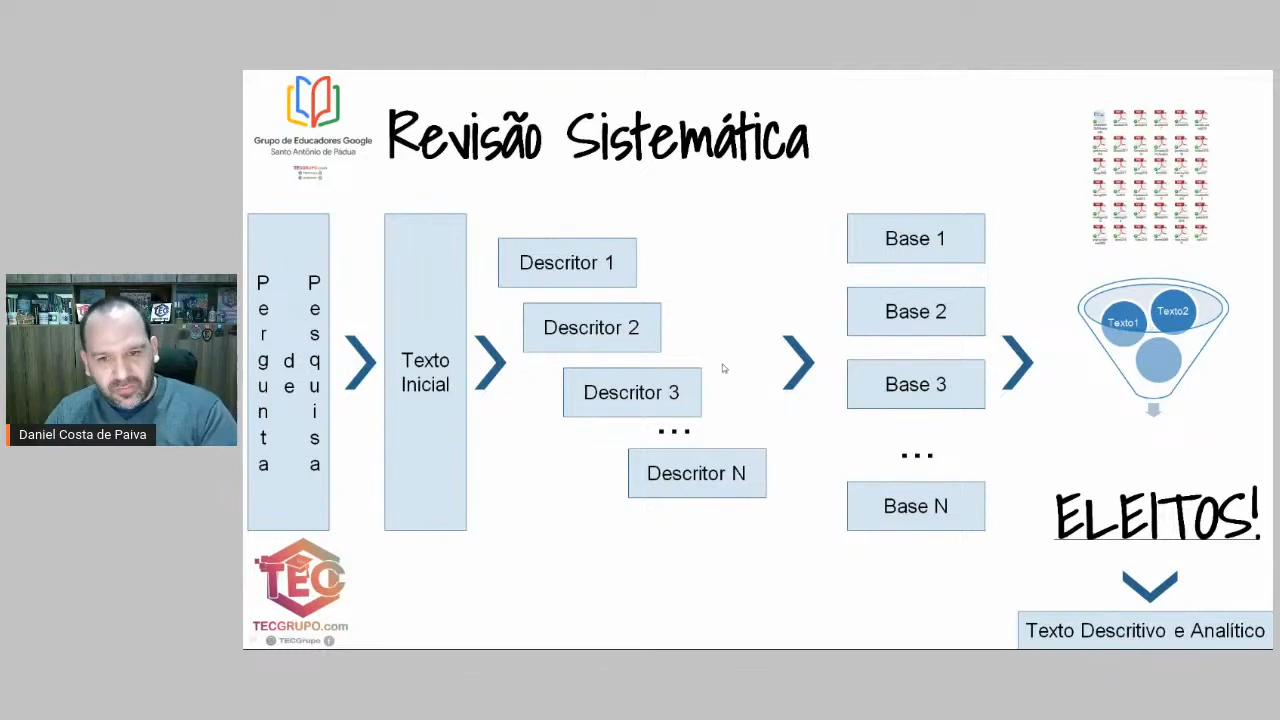 Grupo de Educadores Google
Santo Antônio de Pádua
TECGRUPO.com
Revisão Sistemática
Pergunta
de
Pesquisa
Texto
Inicial
Descritor 1
Descritor 2
Descritor 3
...
Descritor N
Base 1
Base 2
Base 3
...
Base N
Texto1
Texto2
ELEITOS!
Texto Descritivo e Analítico
TEC
TECGRUPO.com
TECGrupo
Daniel Costa de Paiva